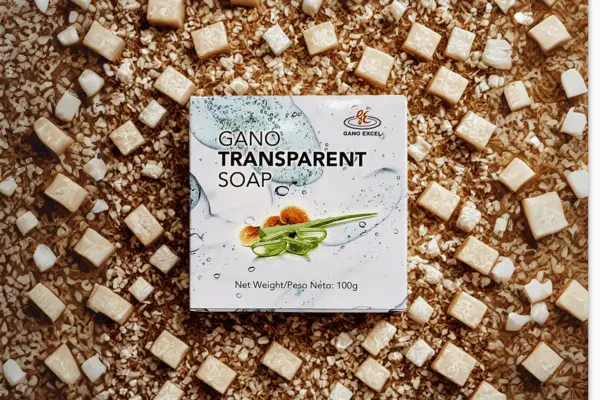 GANO EXCEL
GANO
TRANSPARENT
SOAP
Net Weight/Peso Neto: 100g